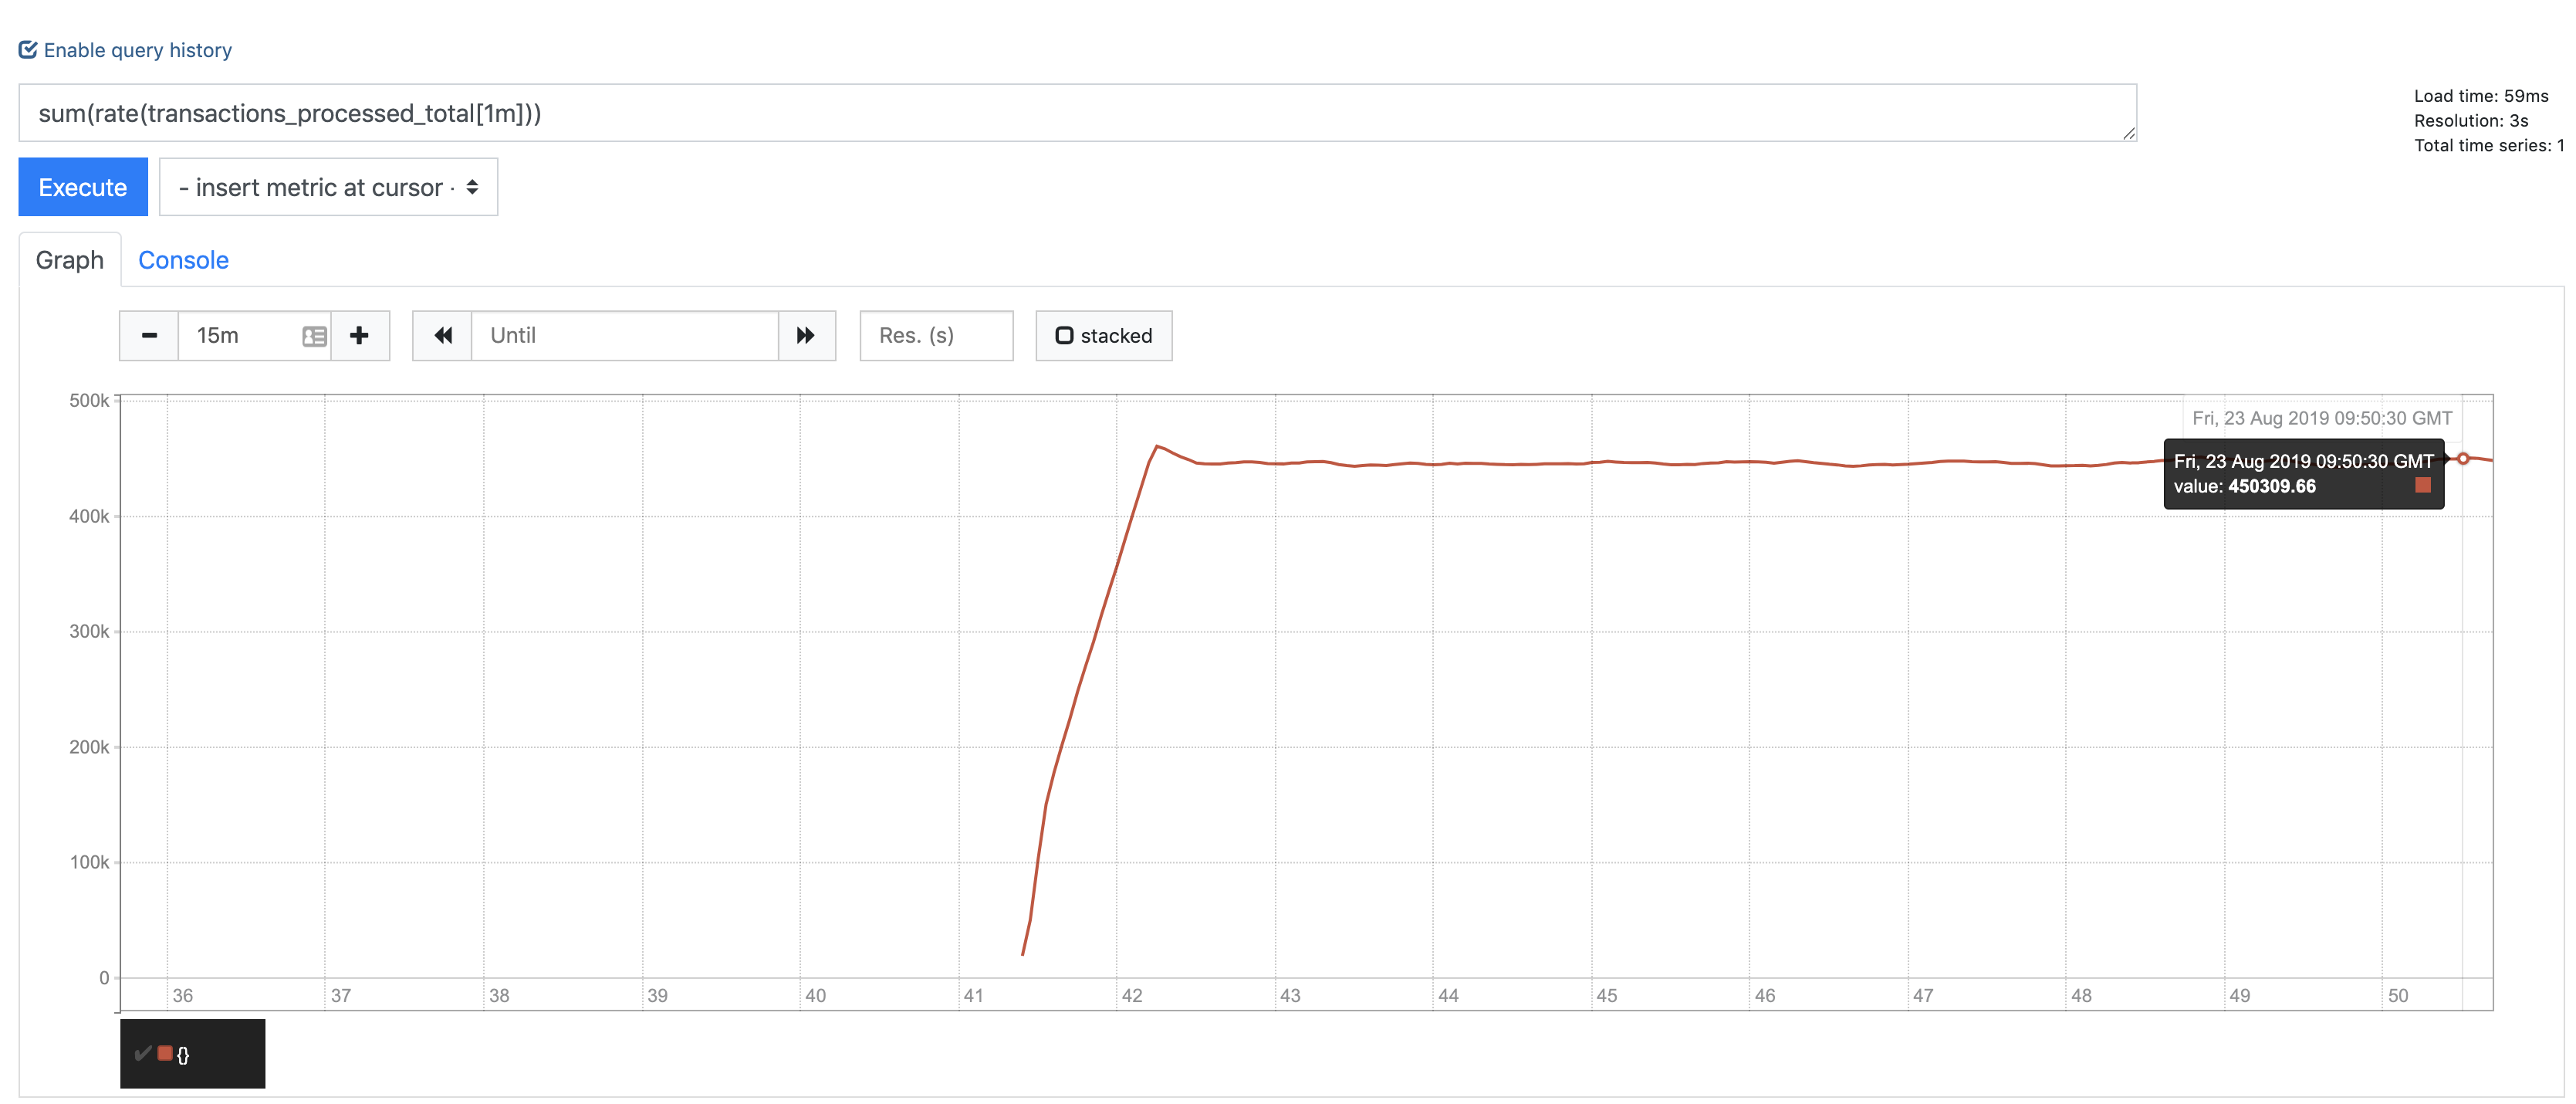 Enable query history
sum(rate(transactions_processed_total[1m]))
Load time: 59ms
Resolution: 3s
Total time series: 1
Execute
- insert metric at cursor -
Graph
Console
15m
Until
Res. (s)
stacked
500k
400k
300k
200k
100k
0
Fri, 23 Aug 2019 09:50:30 GMT
Fri, 23 Aug 2019 09:50:30 GMT
value: 450309.66
36 37 38 39 40 41 42 43 44 45 46 47 48 49 50
{}